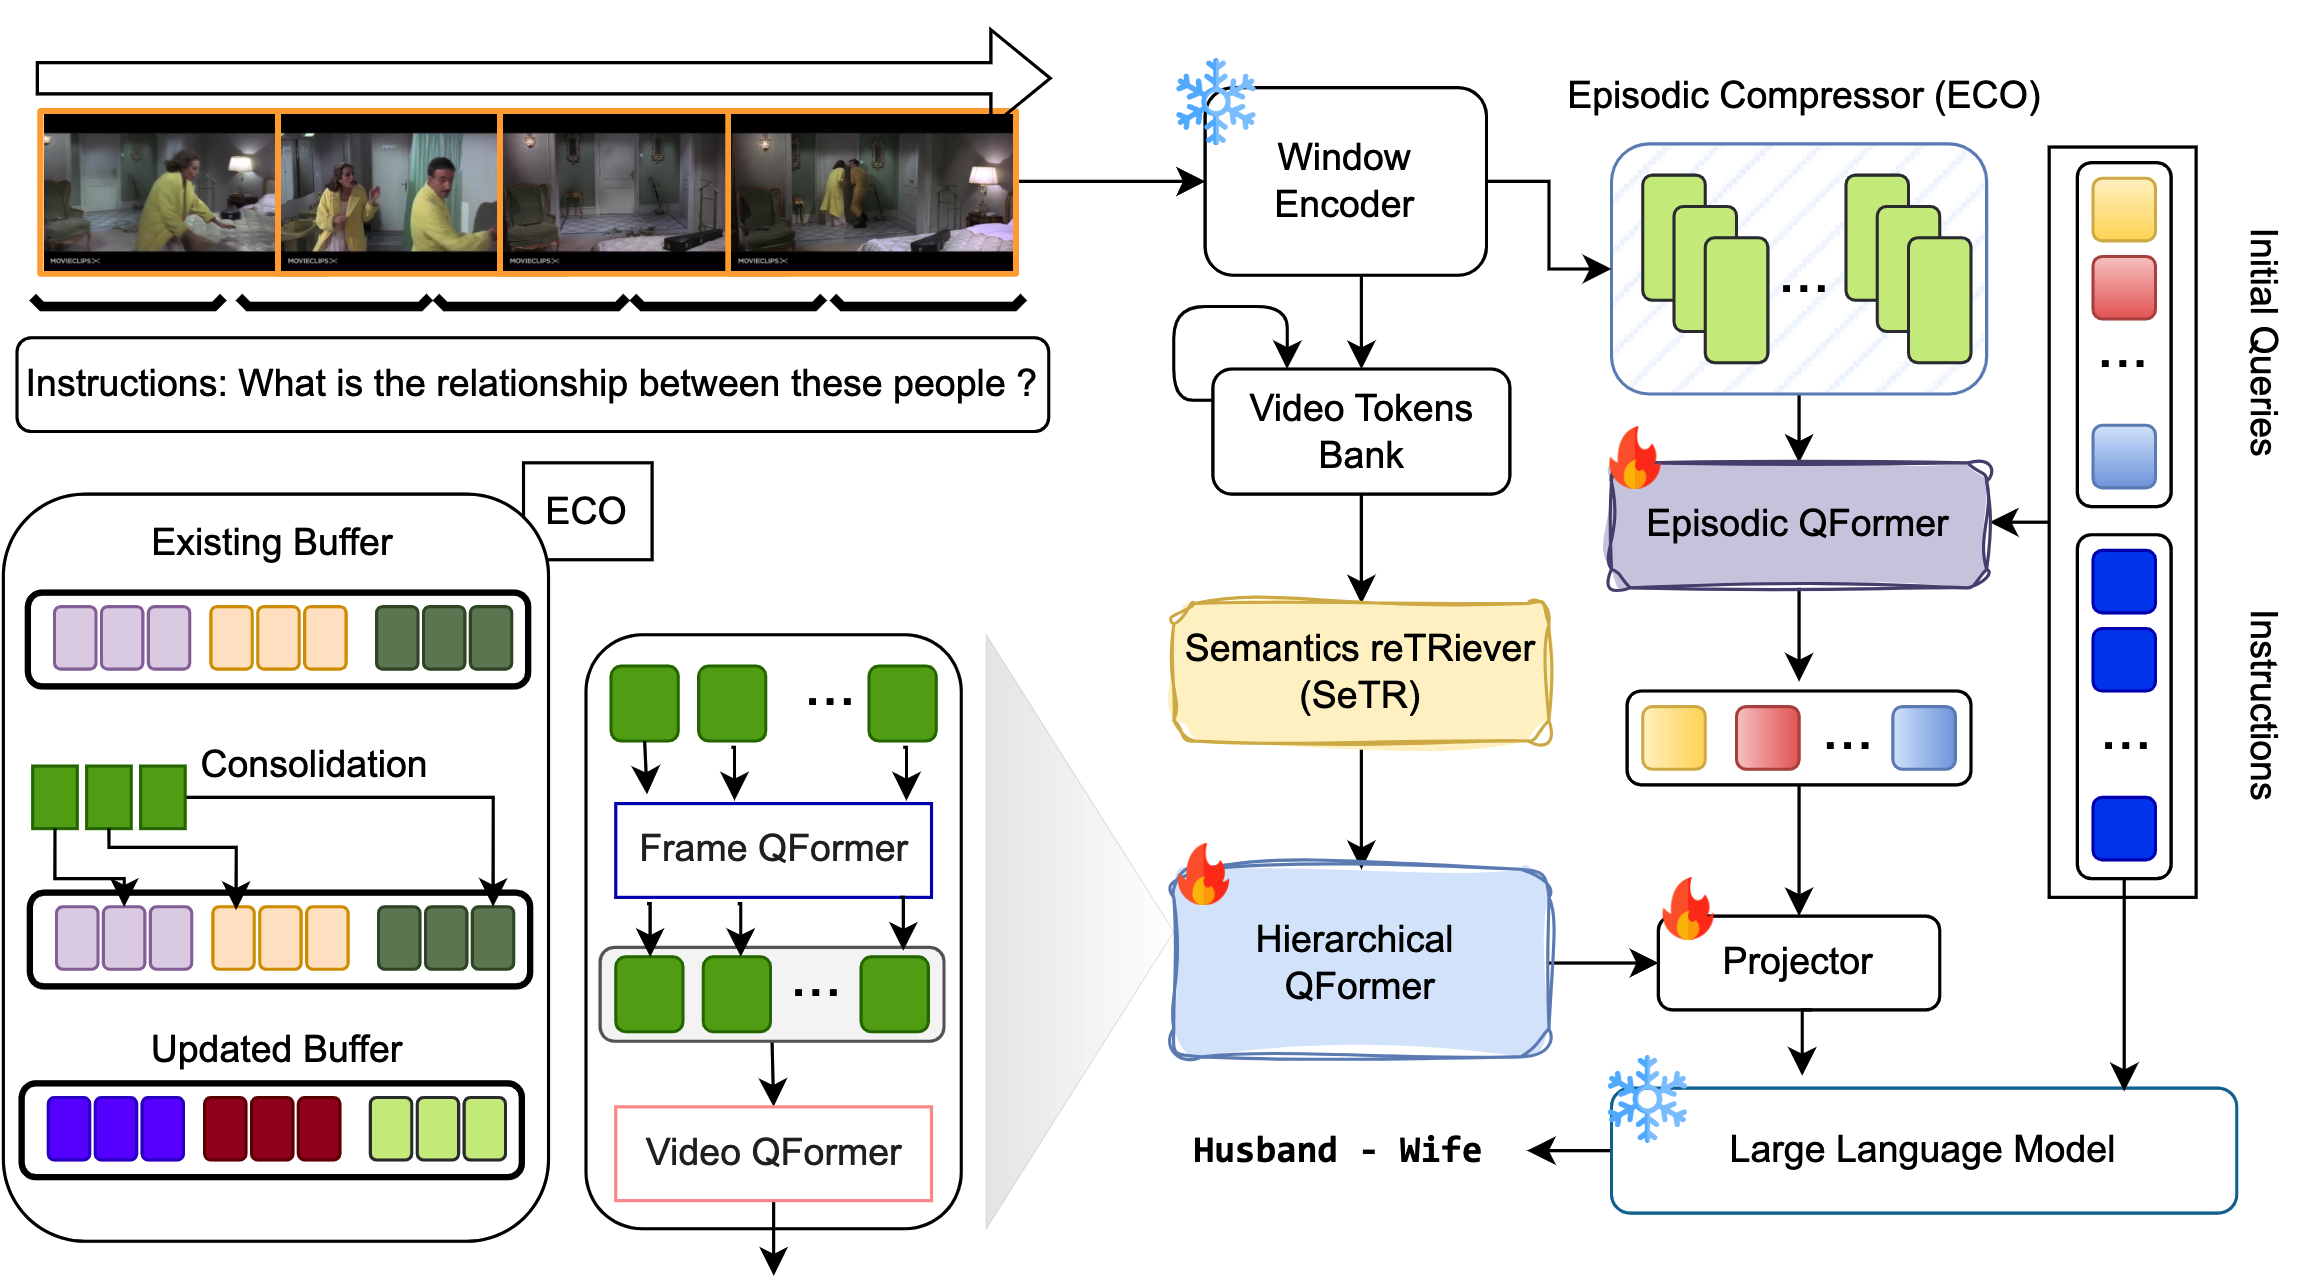 MOVIECLIPS
MOVIECLIPS
MOVIECLIPS
MOVIECLIPS
Instructions: What is the relationship between these people ?
Window
Encoder
Episodic Compressor (ECO)
Initial Queries
Instructions
Video Tokens
Bank
Episodic QFormer
Semantics reTRiever
(SeTR)
Hierarchical
QFormer
Projector
Large Language Model
Husband - Wife
ECO
Existing Buffer
Consolidation
Updated Buffer
Frame QFormer
Video QFormer